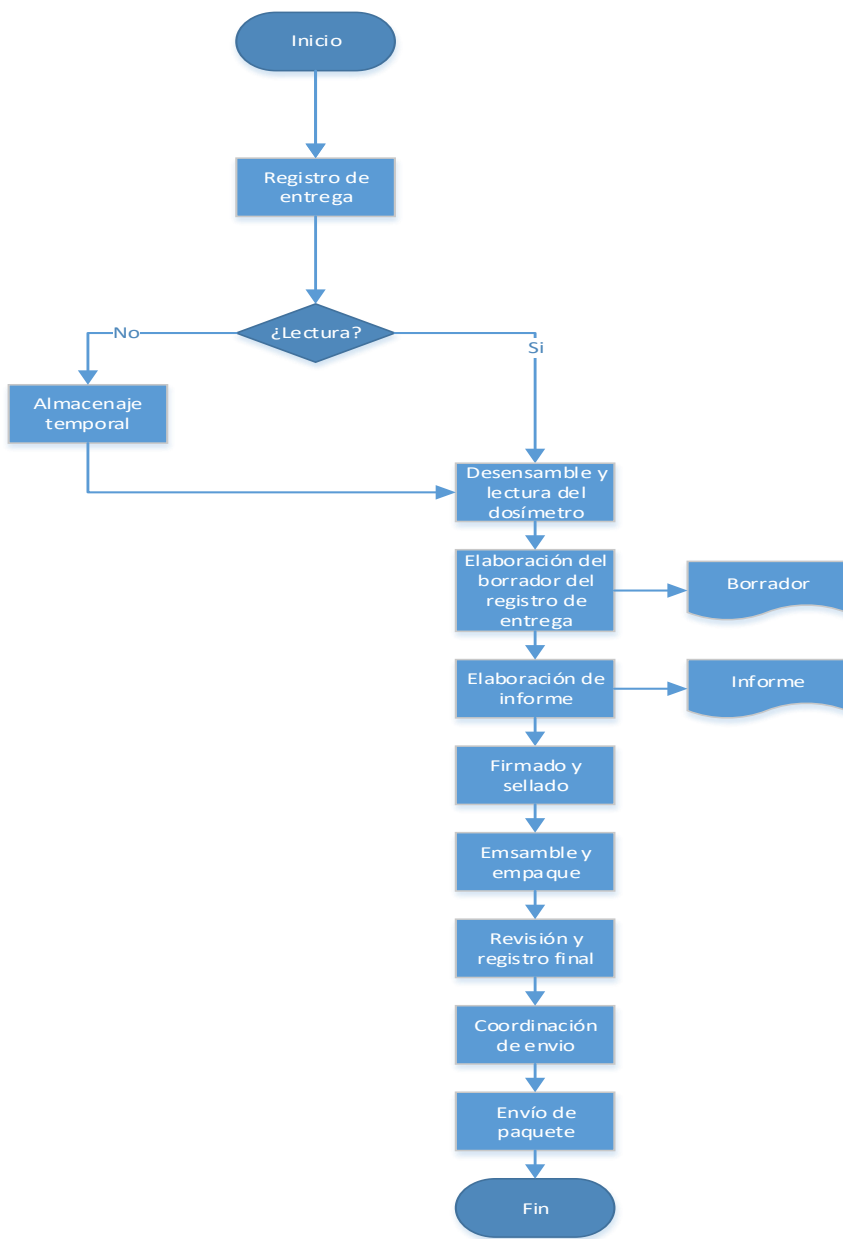 Inicio
Registro de
entrega
¿Lectura?
No
Si
Almacenaje
temporal
Desensamble y
lectura del
dosímetro
Elaboración del
borrador del
registro de
entrega
Borrador
Elaboración de
informe
Informe
Firmado y
sellado
Emsamble y
empaque
Revisión y
registro final
Coordinación
de envio
Envío de
paquete
Fin